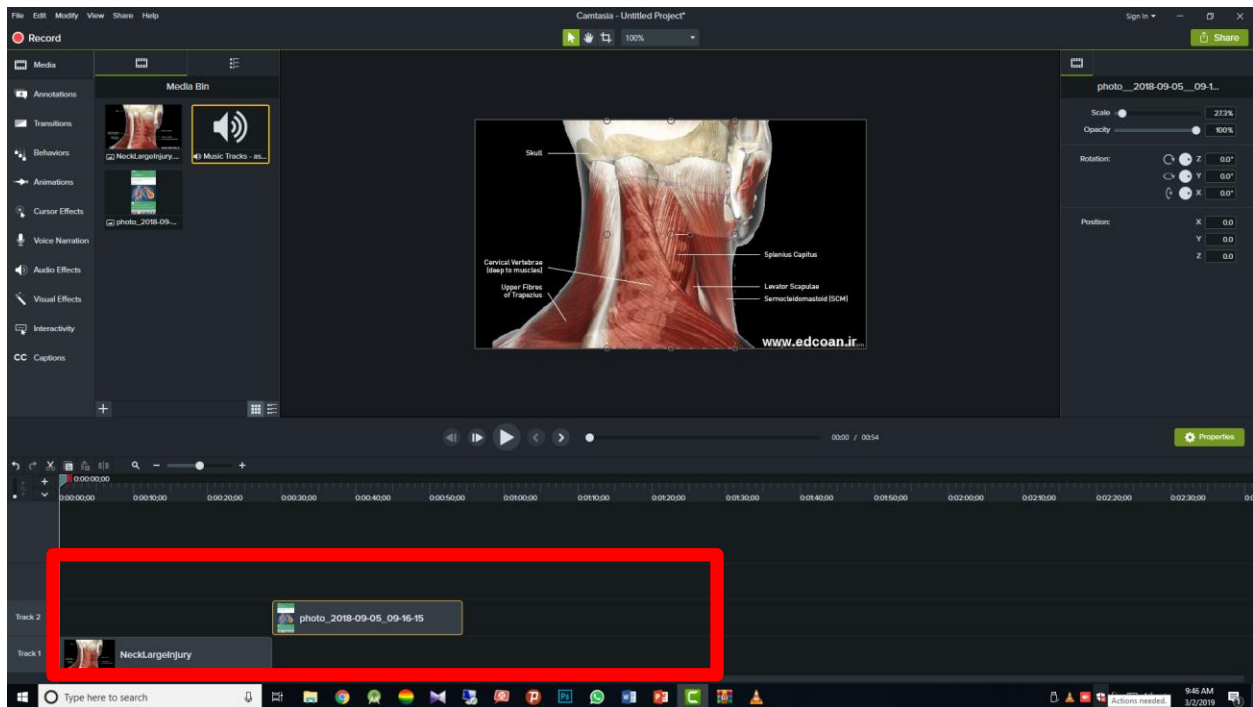 File Edit Modify View Share Help
Camtasia - Untitled Project*
Sign In
Record
100%
Share
Media
Annotations
Transitions
Behaviors
Animations
Cursor Effects
Voice Narration
Audio Effects
Visual Effects
Interactivity
CC Captions
Media Bin
NeckLargeInjury....
Music Tracks - as...
photo_2018-09-...
Skull
Cervical Vertebrae
(deep to muscles)
Upper Fibres
of Trapezius
Splenius Capitus
Levator Scapulae
Sernocleidomastoid (SCM)
www.edcoan.ir
photo__2018-09-05__09-1...
Scale 27.3%
Opacity 100%
Rotation: Z 0.0°
Y 0.0°
X 0.0°
Position: X 0.0
Y 0.0
Z 0.0
00:00 / 00:54
Properties
0:00:00;00
0:00:00;00 0:00:10;00 0:00:20;00 0:00:30;00 0:00:40;00 0:00:50;00 0:01:00;00 0:01:10;00 0:01:20;00 0:01:30;00 0:01:40;00 0:01:50;00 0:02:00;00 0:02:10;00 0:02:20;00 0:02:30;00
Track 2
photo_2018-09-05_09-16-15
Track 1
NeckLargeInjury
Type here to search
Actions needed.
9:46 AM
3/2/2019